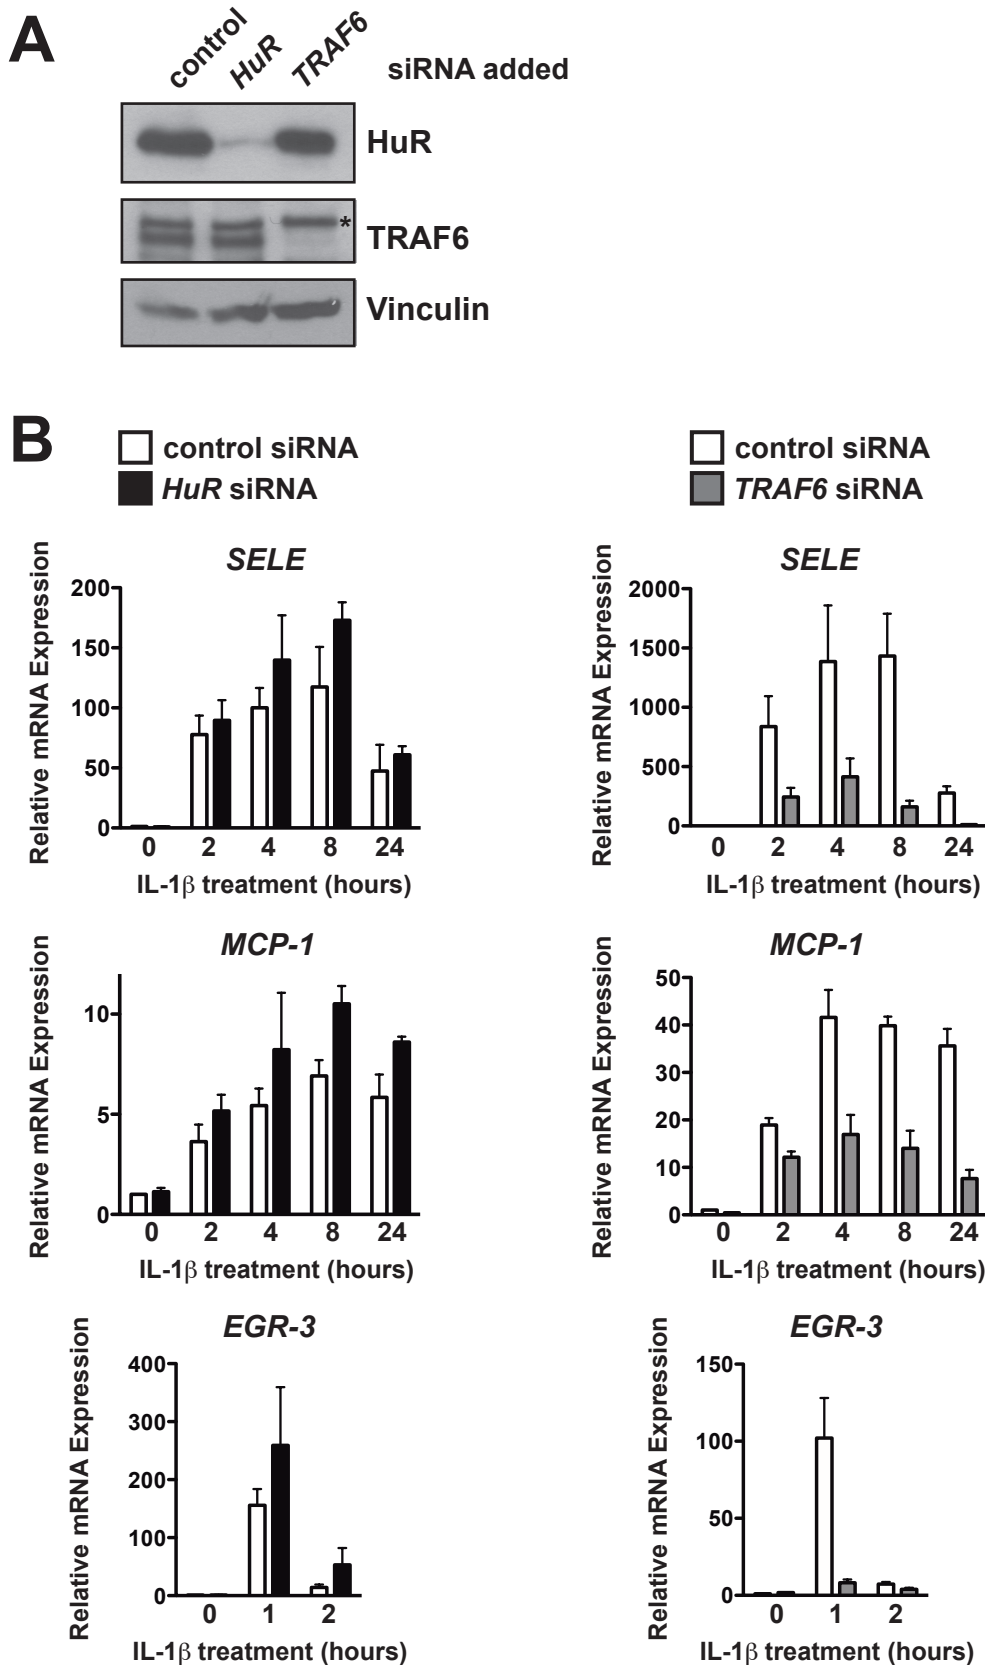 A
control HuR TRAF6 siRNA added
HuR
* TRAF6
Vinculin
B
control siRNA
HuR siRNA
control siRNA
TRAF6 siRNA
SELE
Relative mRNA Expression
200
150
100
50
0
0 2 4 8 24
IL-1β treatment (hours)
SELE
Relative mRNA Expression
2000
1500
1000
500
0
0 2 4 8 24
IL-1β treatment (hours)
MCP-1
Relative mRNA Expression
10
5
0
0 2 4 8 24
IL-1β treatment (hours)
MCP-1
Relative mRNA Expression
50
40
30
20
10
0
0 2 4 8 24
IL-1β treatment (hours)
EGR-3
Relative mRNA Expression
400
300
200
100
0
0 1 2
IL-1β treatment (hours)
EGR-3
Relative mRNA Expression
150
100
50
0
0 1 2
IL-1β treatment (hours)